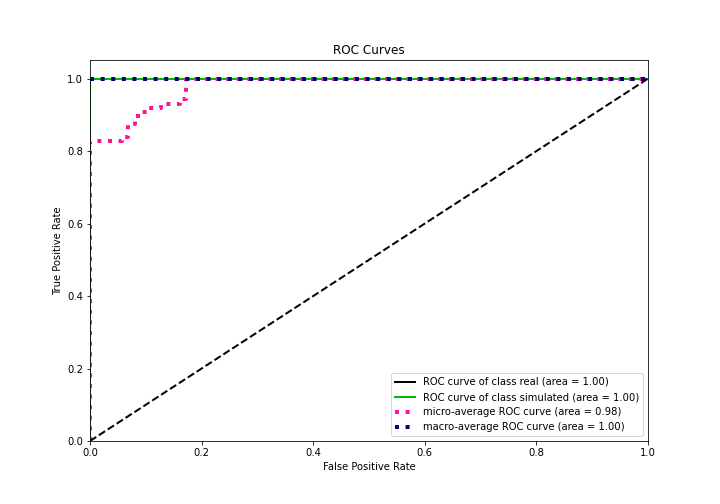 ROC Curves
1.0
0.8
0.6
0.4
0.2
0.0
True Positive Rate
0.0 0.2 0.4 0.6 0.8 1.0
False Positive Rate
ROC curve of class real (area = 1.00)
ROC curve of class simulated (area = 1.00)
micro-average ROC curve (area = 0.98)
macro-average ROC curve (area = 1.00)